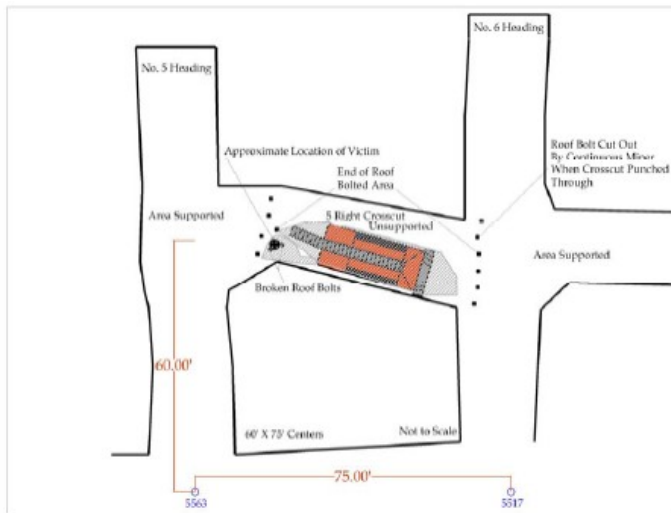 No. 5 Heading
No. 6 Heading
Approximate Location of Victim
End of Roof
Bolted Area
Roof Bolt Cut Out
By Continuous Miner
When Crosscut Punched
Through
Area Supported
5 Right Crosscut
Unsupported
Area Supported
Broken Roof Bolts
60.00'
60' X 75' Centers
Not to Scale
75.00'
5563
5517